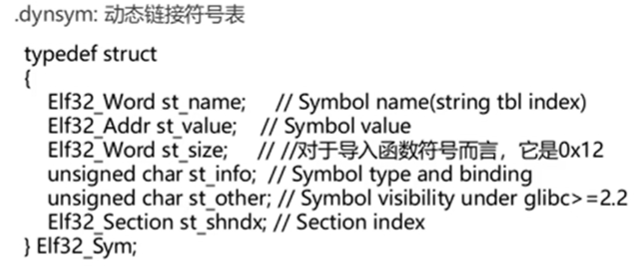 .dynsym: 动态链接符号表
typedef struct
{
Elf32_Word st_name; // Symbol name(string tbl index)
Elf32_Addr st_value; // Symbol value
Elf32_Word st_size; // //对于导入函数符号而言，它是0x12
unsigned char st_info; // Symbol type and binding
unsigned char st_other; // Symbol visibility under glibc>=2.2
Elf32_Section st_shndx; // Section index
} Elf32_Sym;